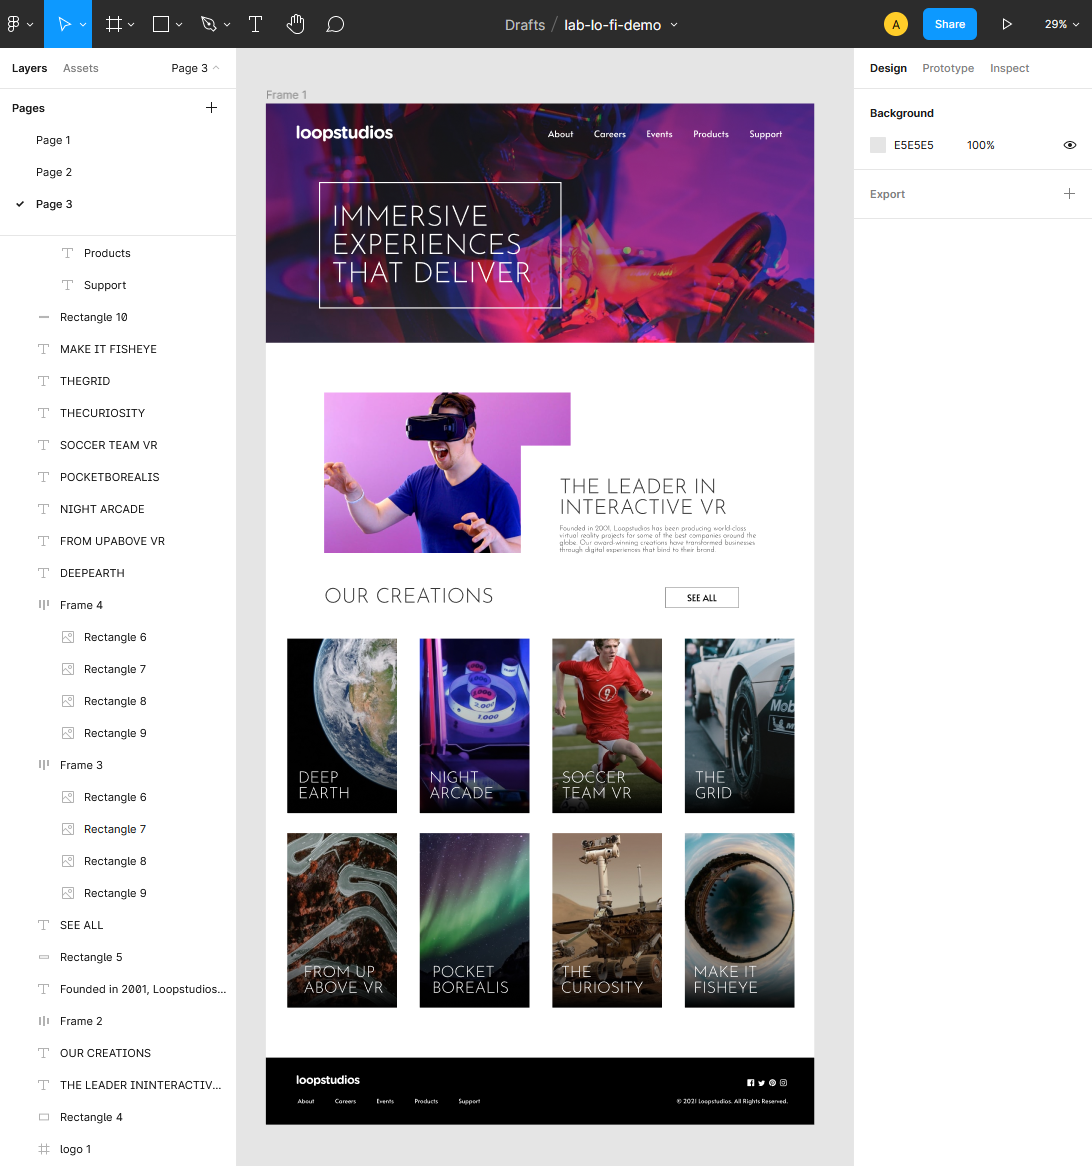 Drafts / lab-lo-fi-demo
A
Share
29%
Layers
Assets
Page 3
Pages
Page 1
Page 2
Page 3
Products
Support
Rectangle 10
MAKE IT FISHEYE
THEGRID
THECURIOSITY
SOCCER TEAM VR
POCKETBOREALIS
NIGHT ARCADE
FROM UPABOVE VR
DEEPEARTH
Frame 4
Rectangle 6
Rectangle 7
Rectangle 8
Rectangle 9
Frame 3
Rectangle 6
Rectangle 7
Rectangle 8
Rectangle 9
SEE ALL
Rectangle 5
Founded in 2001, Loopstudios...
Frame 2
OUR CREATIONS
THE LEADER ININTERACTIV...
Rectangle 4
logo 1
Frame 1
loopstudios
About
Careers
Events
Products
Support
IMMERSIVE
EXPERIENCES
THAT DELIVER
THE LEADER IN
INTERACTIVE VR
Founded in 2001, Loopstudios has been producing world-class
virtual reality projects for some of the best companies around the
globe. Our award-winning creations have transformed businesses
through digital experiences that bind to their brand.
OUR CREATIONS
SEE ALL
DEEP
EARTH
2,000
1,000
NIGHT
ARCADE
SOCCER
TEAM VR
Mob
THE
GRID
FROM UP
ABOVE VR
POCKET
BOREALIS
THE
CURIOSITY
MAKE IT
FISHEYE
loopstudios
About
Careers
Events
Products
Support
© 2021 Loopstudios. All Rights Reserved.
Design
Prototype
Inspect
Background
E5E5E5
100%
Export